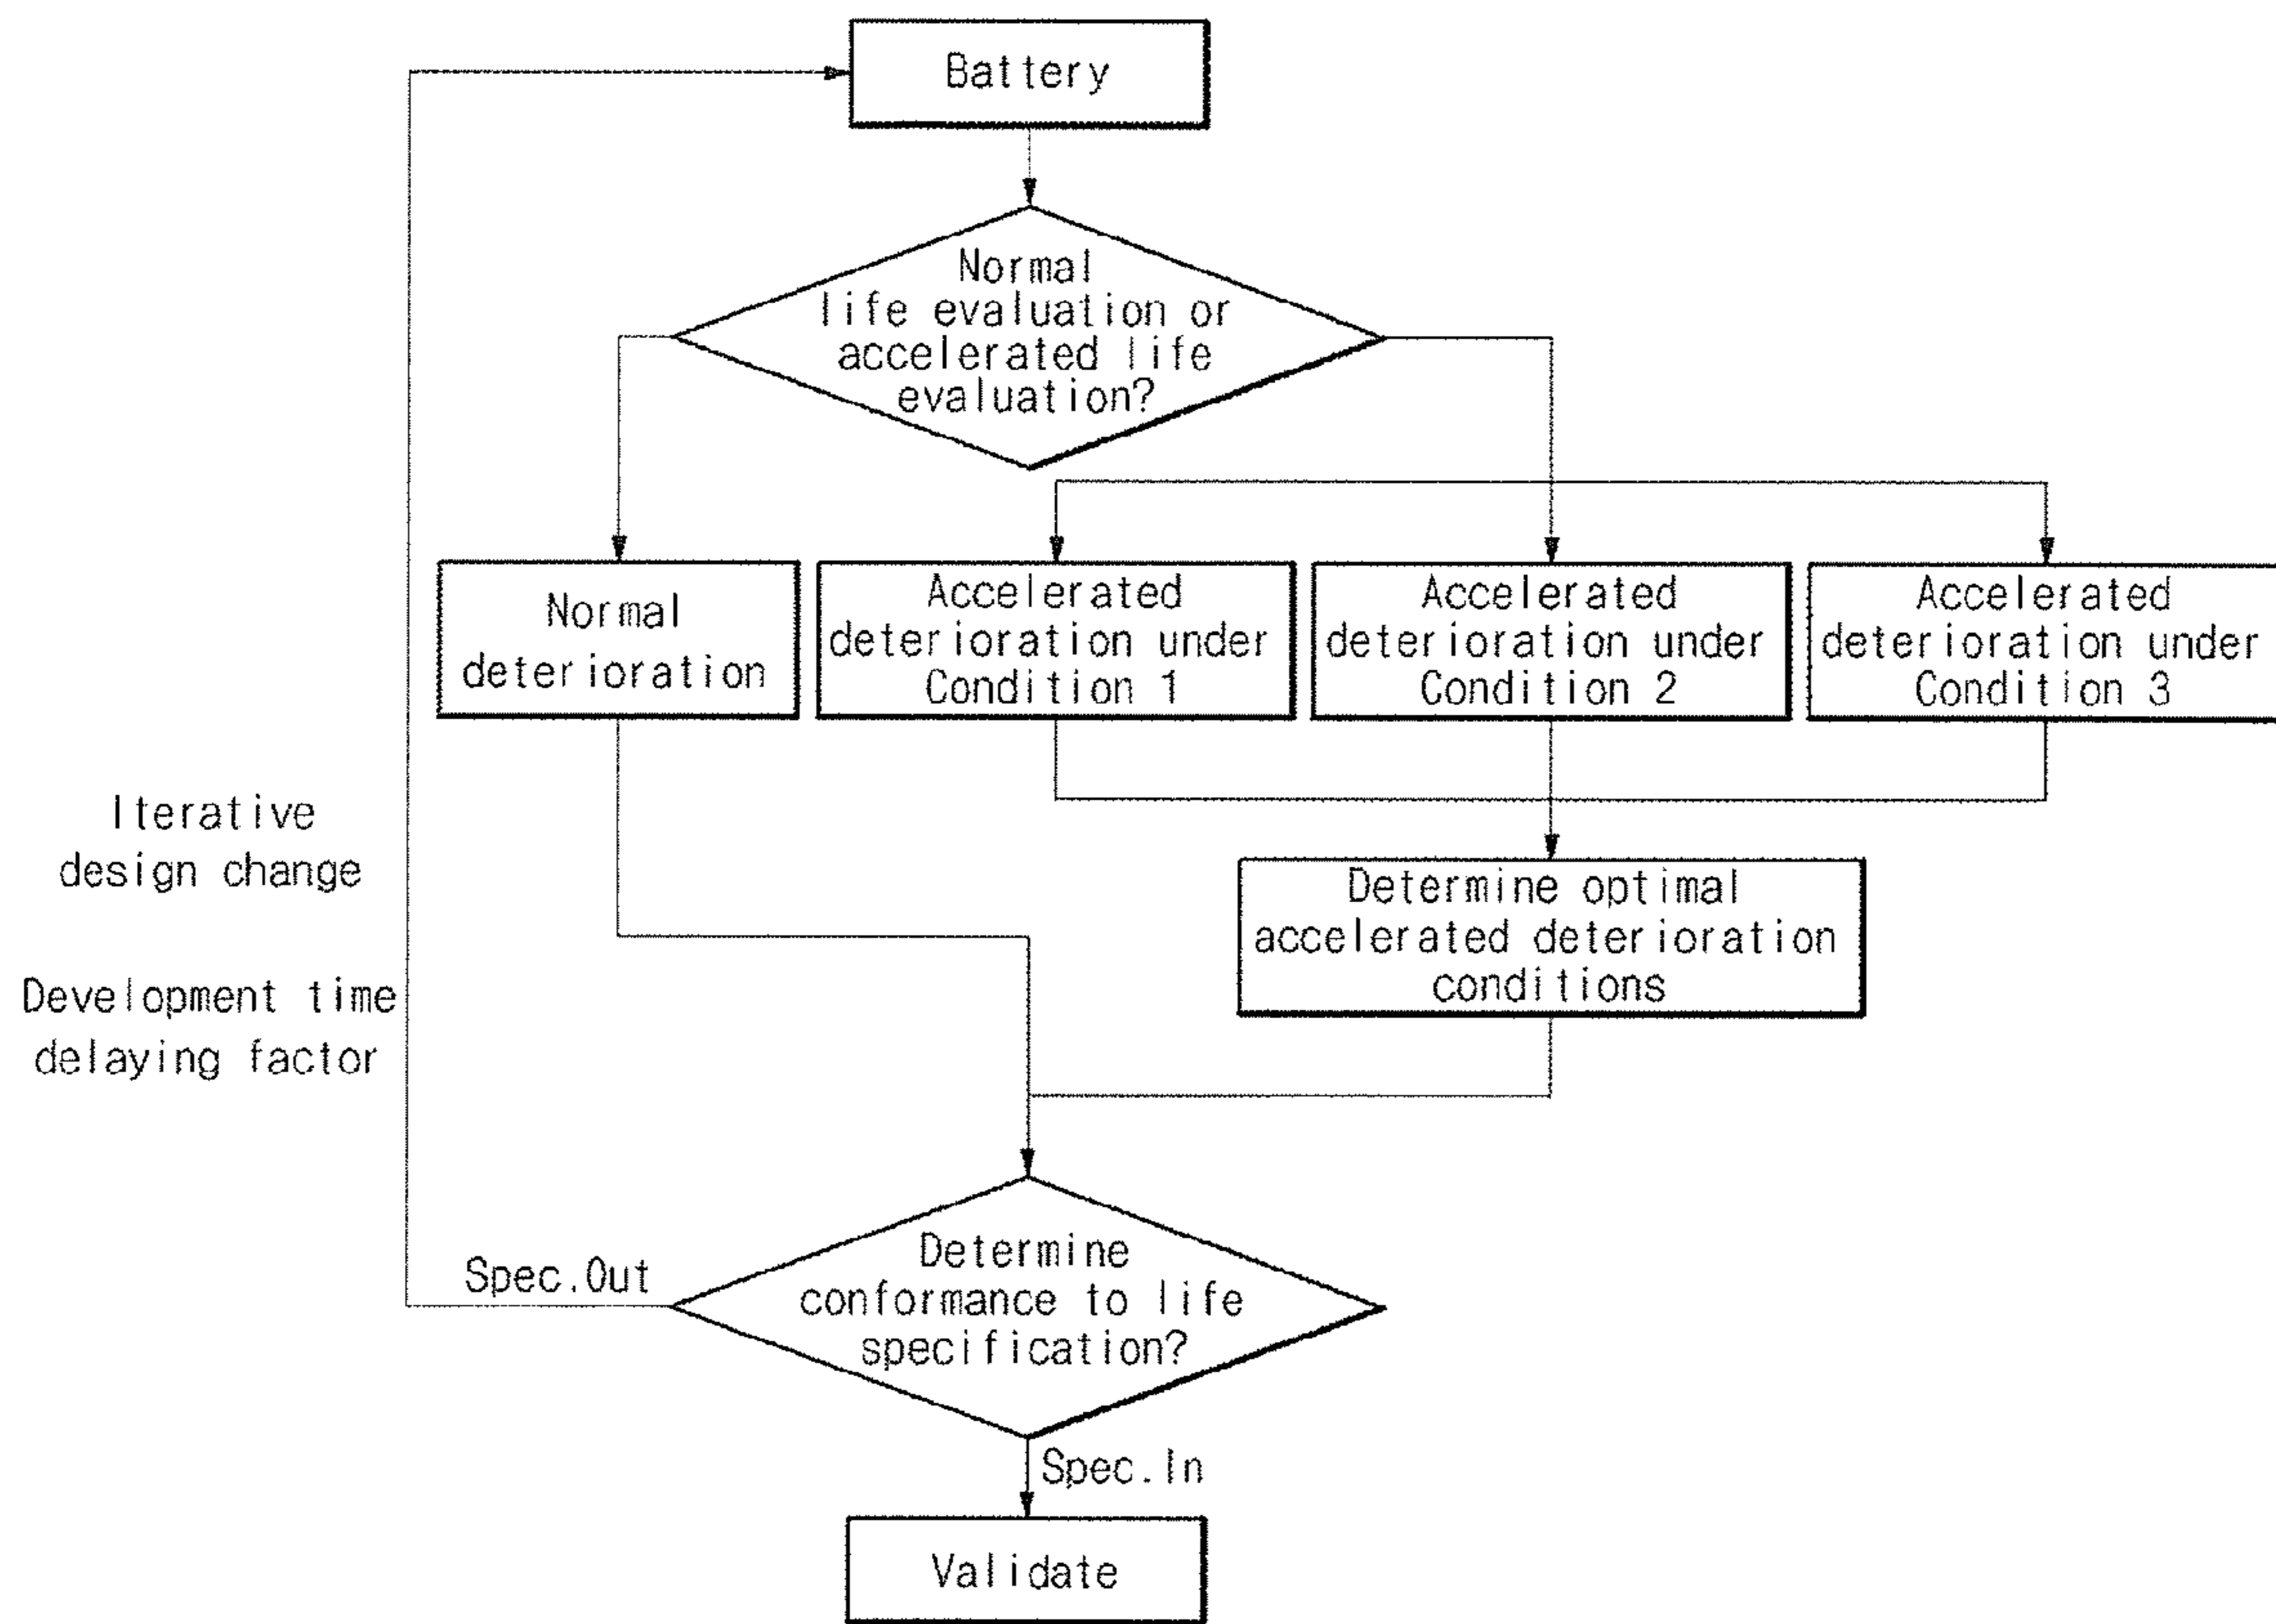 Battery
Normal
life evaluation or
accelerated life
evaluation?
Normal
deterioration
Accelerated
deterioration under
Condition 1
Accelerated
deterioration under
Condition 2
Accelerated
deterioration under
Condition 3
Iterative
design change
Development time
delaying factor
Determine optimal
accelerated deterioration
conditions
Spec.Out
Determine
conformance to life
specification?
Spec.In
Validate